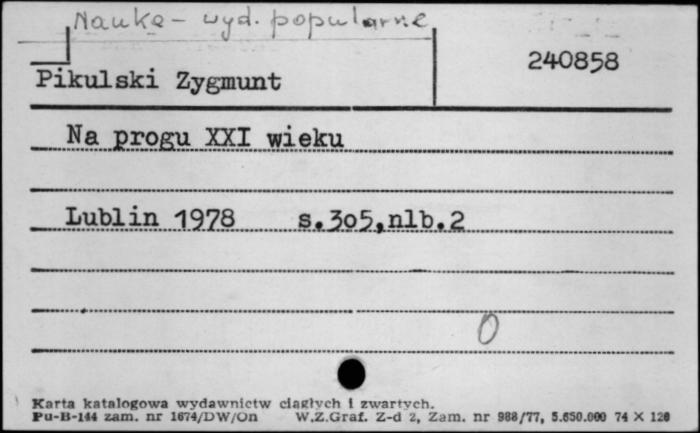 Nauka - wyd. popularne
240858
Pikulski Zygmunt
Na progu XXI wieku
Lublin 1978 s.305,nlb.2
0
Karta katalogowa wydawnictw ciągłych i zwartych.
Pu-B-144 zam. nr 1674/DW/On W.Z.Graf. Z-d 2, Zam. nr 988/77, 5.650.000 74 X 120